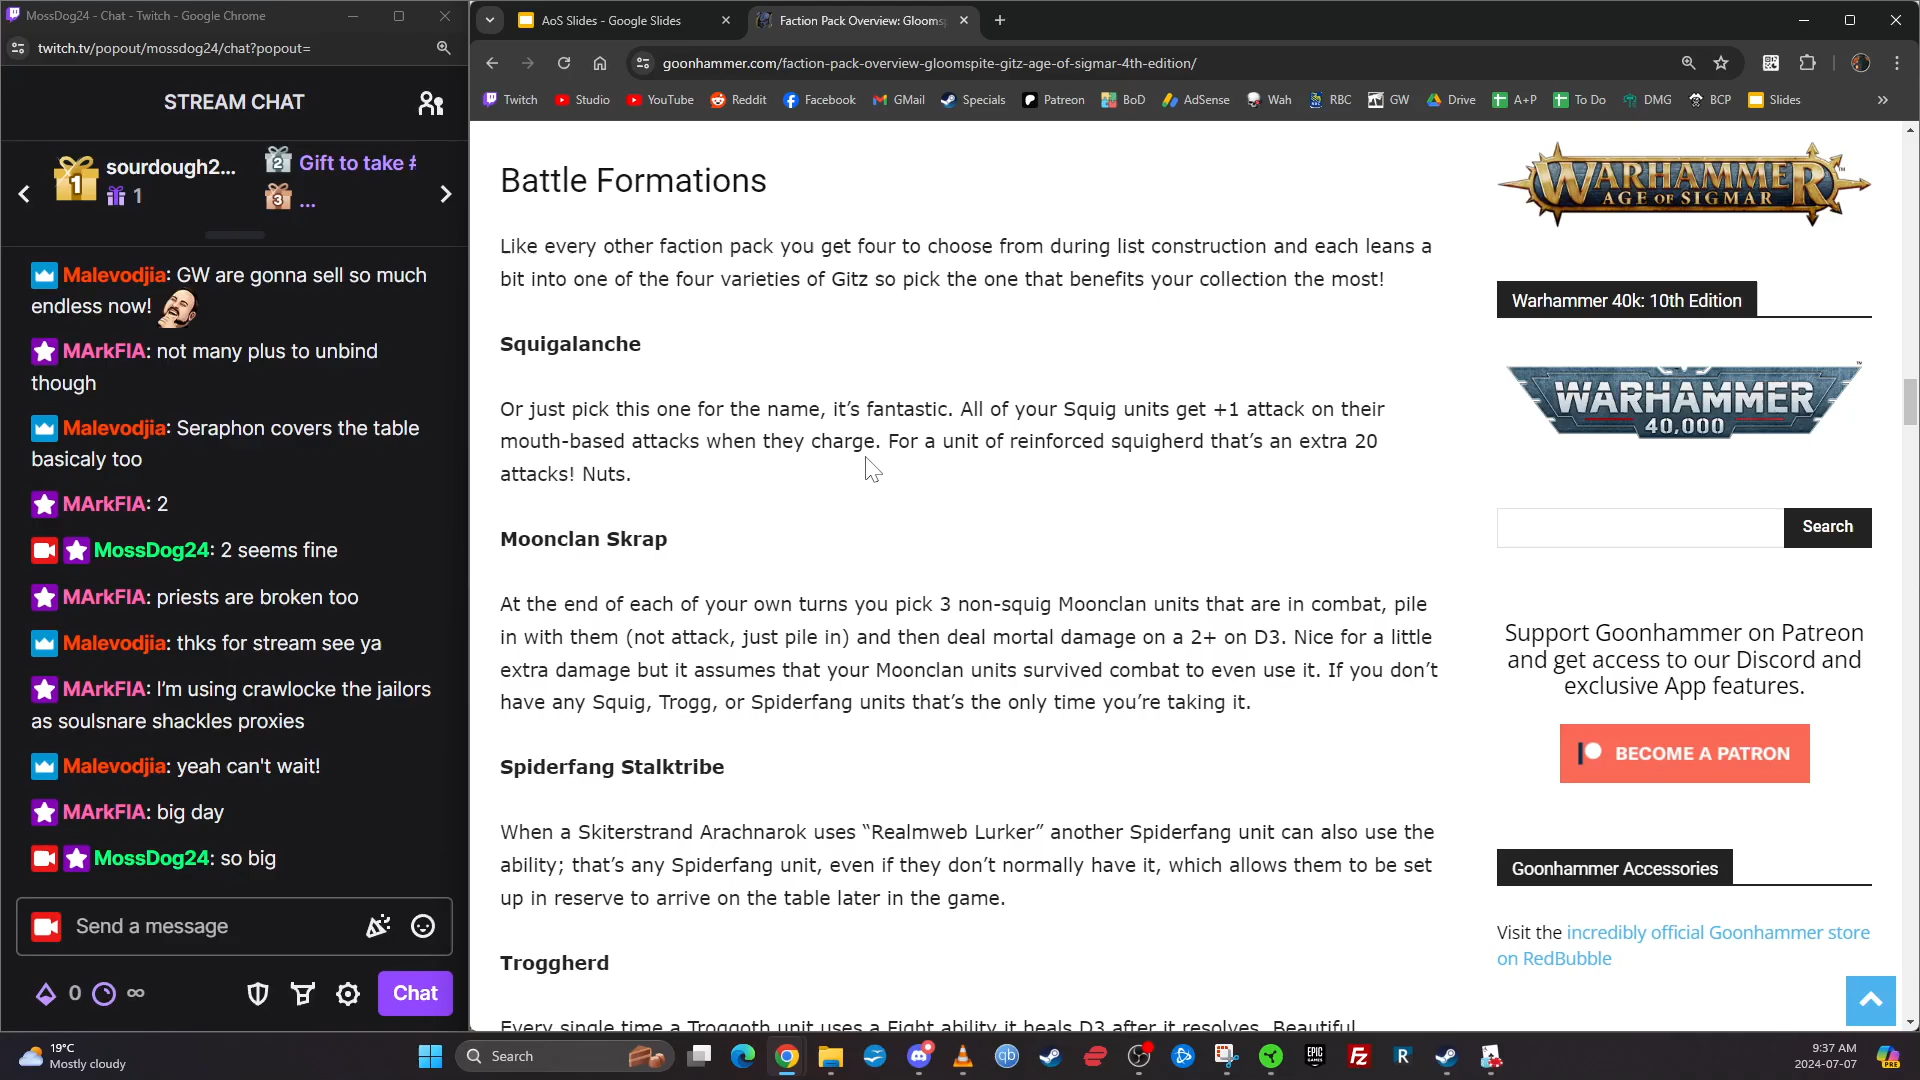 MossDog24 - Chat - Twitch - Google Chrome
twitch.tv/popout/mossdog24/chat?popout=
STREAM CHAT
1
sourdough2...
1
2
Gift to take #
3
...
Malevodjia: GW are gonna sell so much
endless now!
MArkFIA: not many plus to unbind
though
Malevodjia: Seraphon covers the table
basicaly too
MArkFIA: 2
MossDog24: 2 seems fine
MArkFIA: priests are broken too
Malevodjia: thks for stream see ya
MArkFIA: I'm using crawlocke the jailors
as soulsnare shackles proxies
Malevodjia: yeah can't wait!
MArkFIA: big day
MossDog24: so big
Send a message
0
∞
Chat
AoS Slides - Google Slides
Faction Pack Overview: Glooms
goonhammer.com/faction-pack-overview-gloomspite-gitz-age-of-sigmar-4th-edition/
Twitch
Studio
YouTube
Reddit
Facebook
GMail
Specials
Patreon
BoD
AdSense
Wah
RBC
GW
Drive
A+P
To Do
DMG
BCP
Slides
»
Battle Formations
Like every other faction pack you get four to choose from during list construction and each leans a
bit into one of the four varieties of Gitz so pick the one that benefits your collection the most!
Squigalanche
Or just pick this one for the name, it's fantastic. All of your Squig units get +1 attack on their
mouth-based attacks when they charge. For a unit of reinforced squigherd that's an extra 20
attacks! Nuts.
Moonclan Skrap
At the end of each of your own turns you pick 3 non-squig Moonclan units that are in combat, pile
in with them (not attack, just pile in) and then deal mortal damage on a 2+ on D3. Nice for a little
extra damage but it assumes that your Moonclan units survived combat to even use it. If you don't
have any Squig, Trogg, or Spiderfang units that's the only time you're taking it.
Spiderfang Stalktribe
When a Skiterstrand Arachnarok uses "Realmweb Lurker" another Spiderfang unit can also use the
ability; that's any Spiderfang unit, even if they don't normally have it, which allows them to be set
up in reserve to arrive on the table later in the game.
Troggherd
Every single time a Troggoth unit uses a Fight ability it heals D3 after it resolves. Beautiful.
WARHAMMER
AGE OF SIGMAR
Warhammer 40k: 10th Edition
WARHAMMER
40,000
Search
Support Goonhammer on Patreon
and get access to our Discord and
exclusive App features.
BECOME A PATRON
Goonhammer Accessories
Visit the incredibly official Goonhammer store
on RedBubble
19°C
Mostly cloudy
Search
9:37 AM
2024-07-07